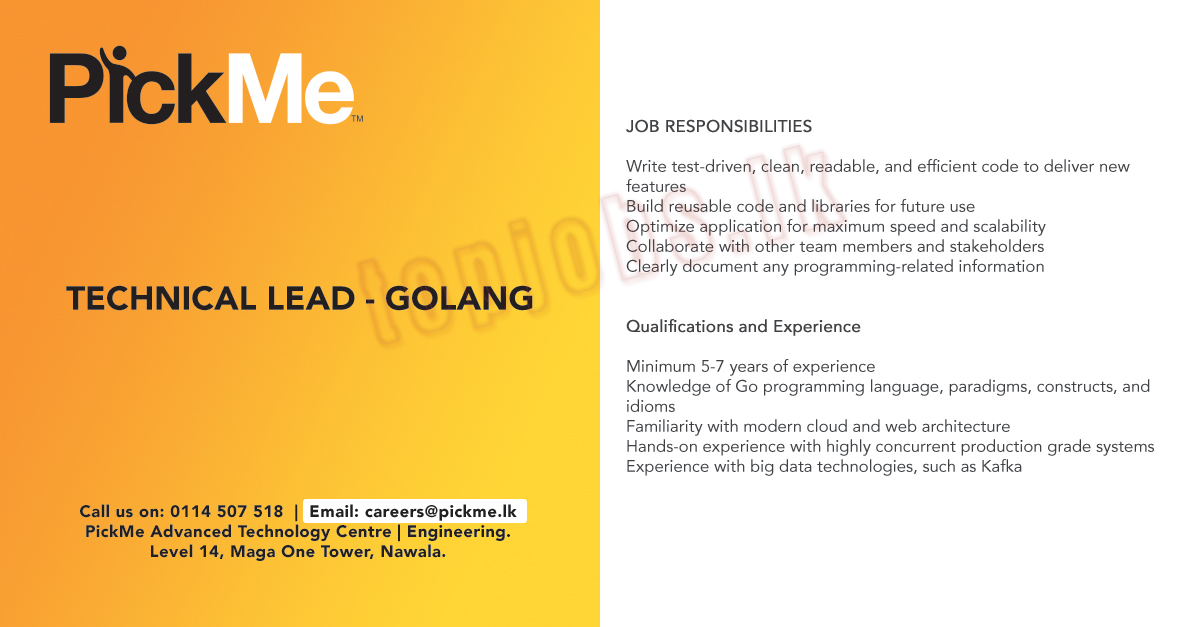 PickMe™
TECHNICAL LEAD - GOLANG
Call us on: 0114 507 518 | Email: careers@pickme.lk
PickMe Advanced Technology Centre | Engineering.
Level 14, Maga One Tower, Nawala.
topjobs.lk
JOB RESPONSIBILITIES
Write test-driven, clean, readable, and efficient code to deliver new
features
Build reusable code and libraries for future use
Optimize application for maximum speed and scalability
Collaborate with other team members and stakeholders
Clearly document any programming-related information
Qualifications and Experience
Minimum 5-7 years of experience
Knowledge of Go programming language, paradigms, constructs, and
idioms
Familiarity with modern cloud and web architecture
Hands-on experience with highly concurrent production grade systems
Experience with big data technologies, such as Kafka